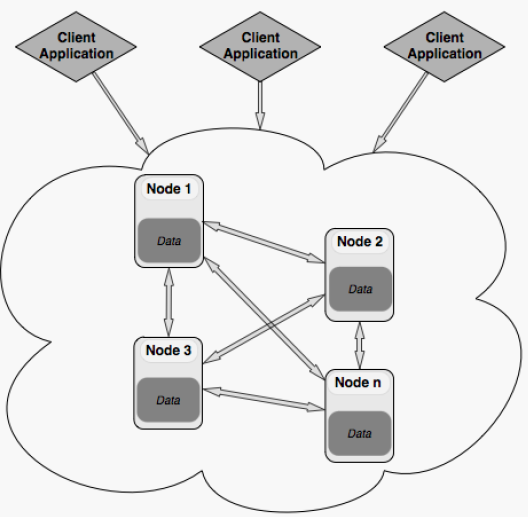 Client
Application
Client
Application
Client
Application
Node 1
Data
Node 2
Data
Node 3
Data
Node n
Data